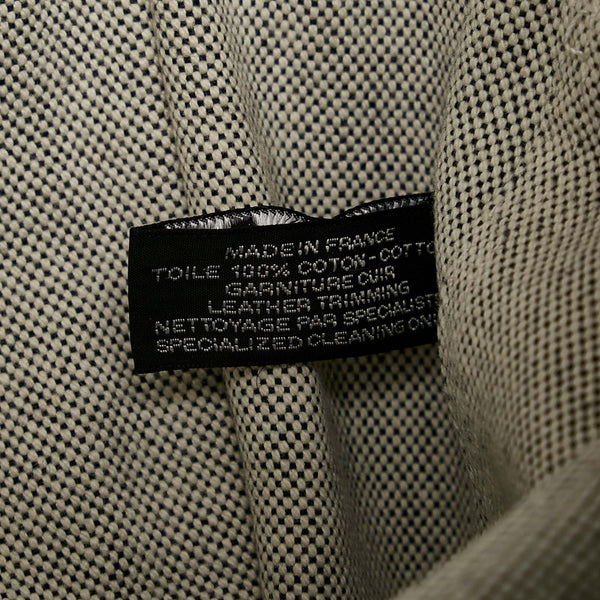 MADE IN FRANCE
TOILE 100% COTON-COTTO
GARNITURE CUIR
LEATHER TRIMMING
NETTOYAGE PAR SPECIALIST
SPECIALIZED CLEANING ON